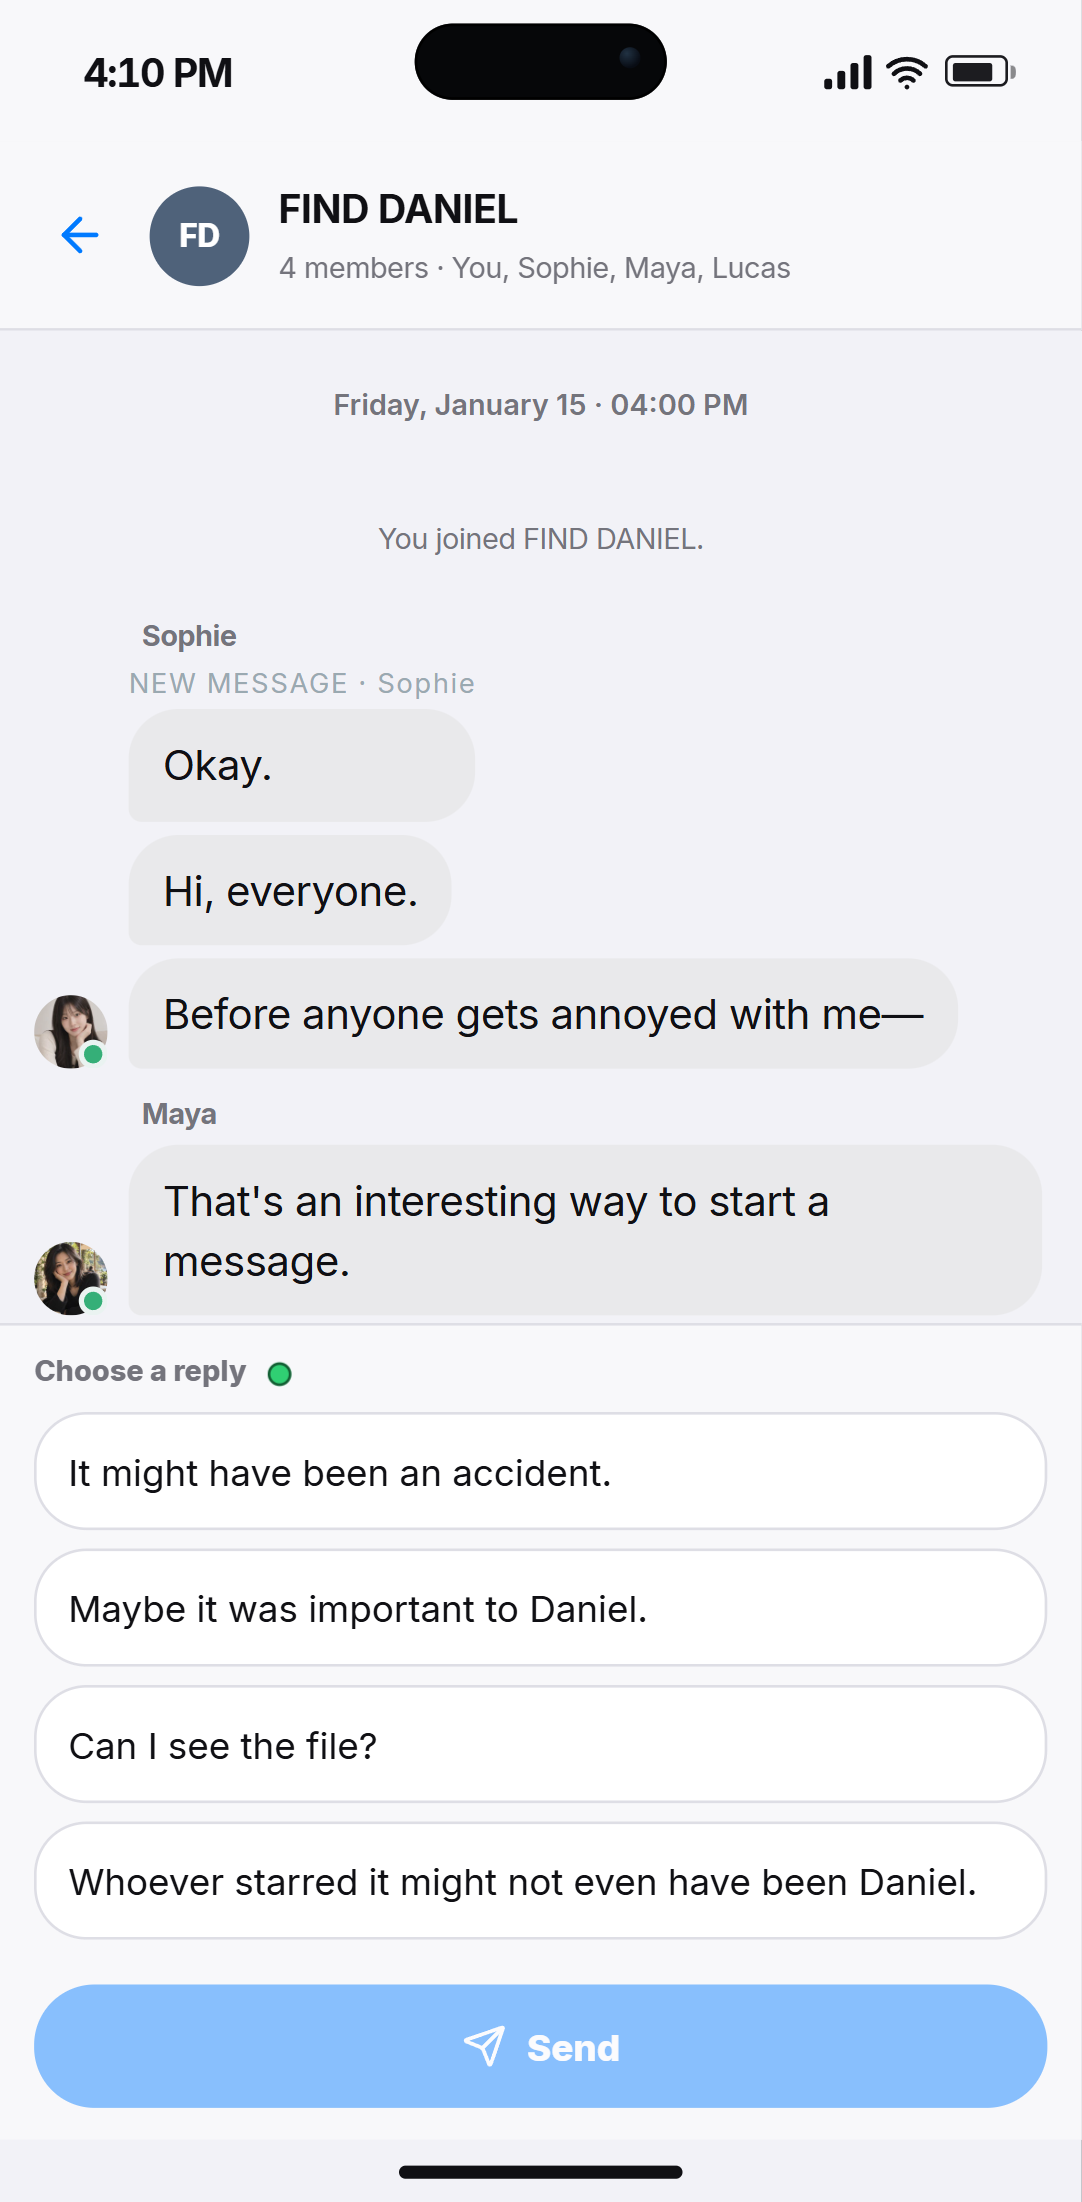 4:10 PM
FD
FIND DANIEL
4 members · You, Sophie, Maya, Lucas
Friday, January 15 · 04:00 PM
You joined FIND DANIEL.
Sophie
NEW MESSAGE · Sophie
Okay.
Hi, everyone.
Before anyone gets annoyed with me—
Maya
That's an interesting way to start a
message.
Choose a reply
It might have been an accident.
Maybe it was important to Daniel.
Can I see the file?
Whoever starred it might not even have been Daniel.
Send